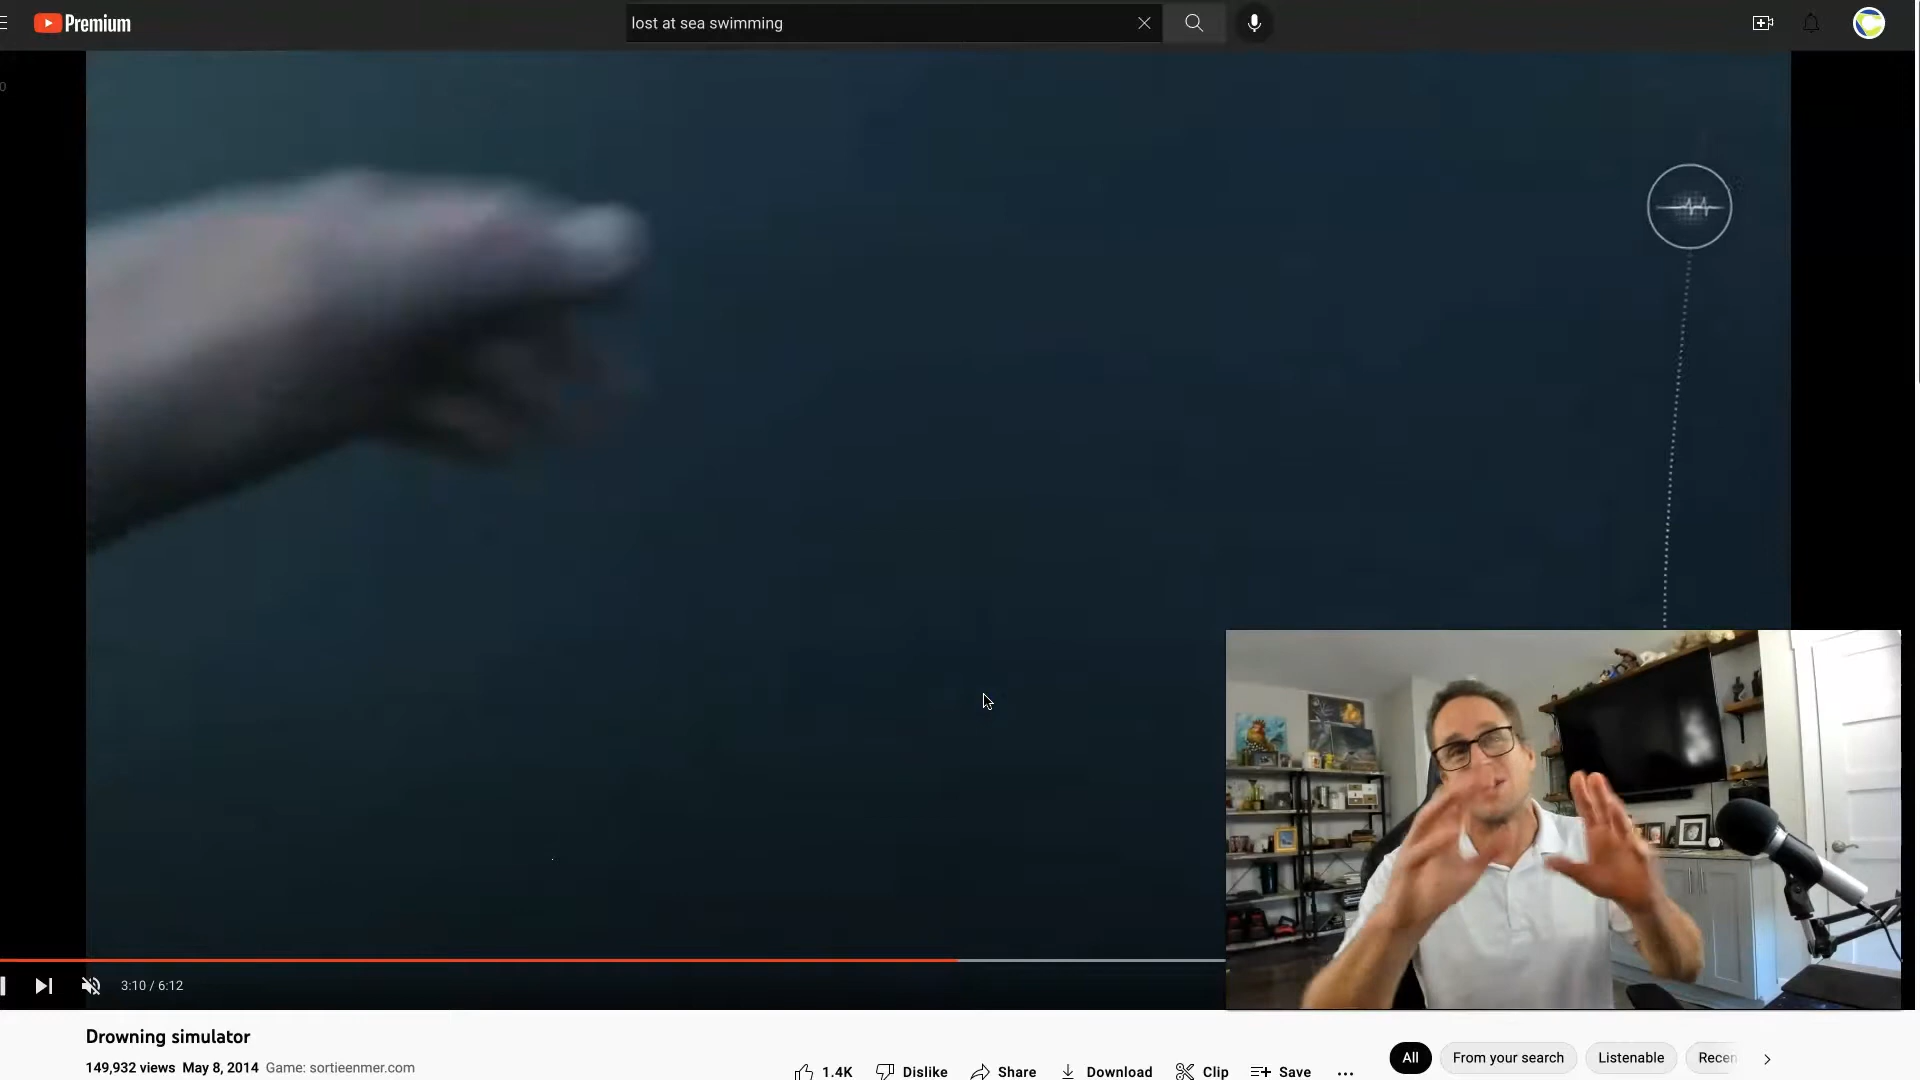 Premium
lost at sea swimming
3:10 / 6:12
Drowning simulator
149,932 views May 8, 2014 Game: sortieenmer.com
1.4K Dislike Share Download Clip Save
All From your search Listenable Recen